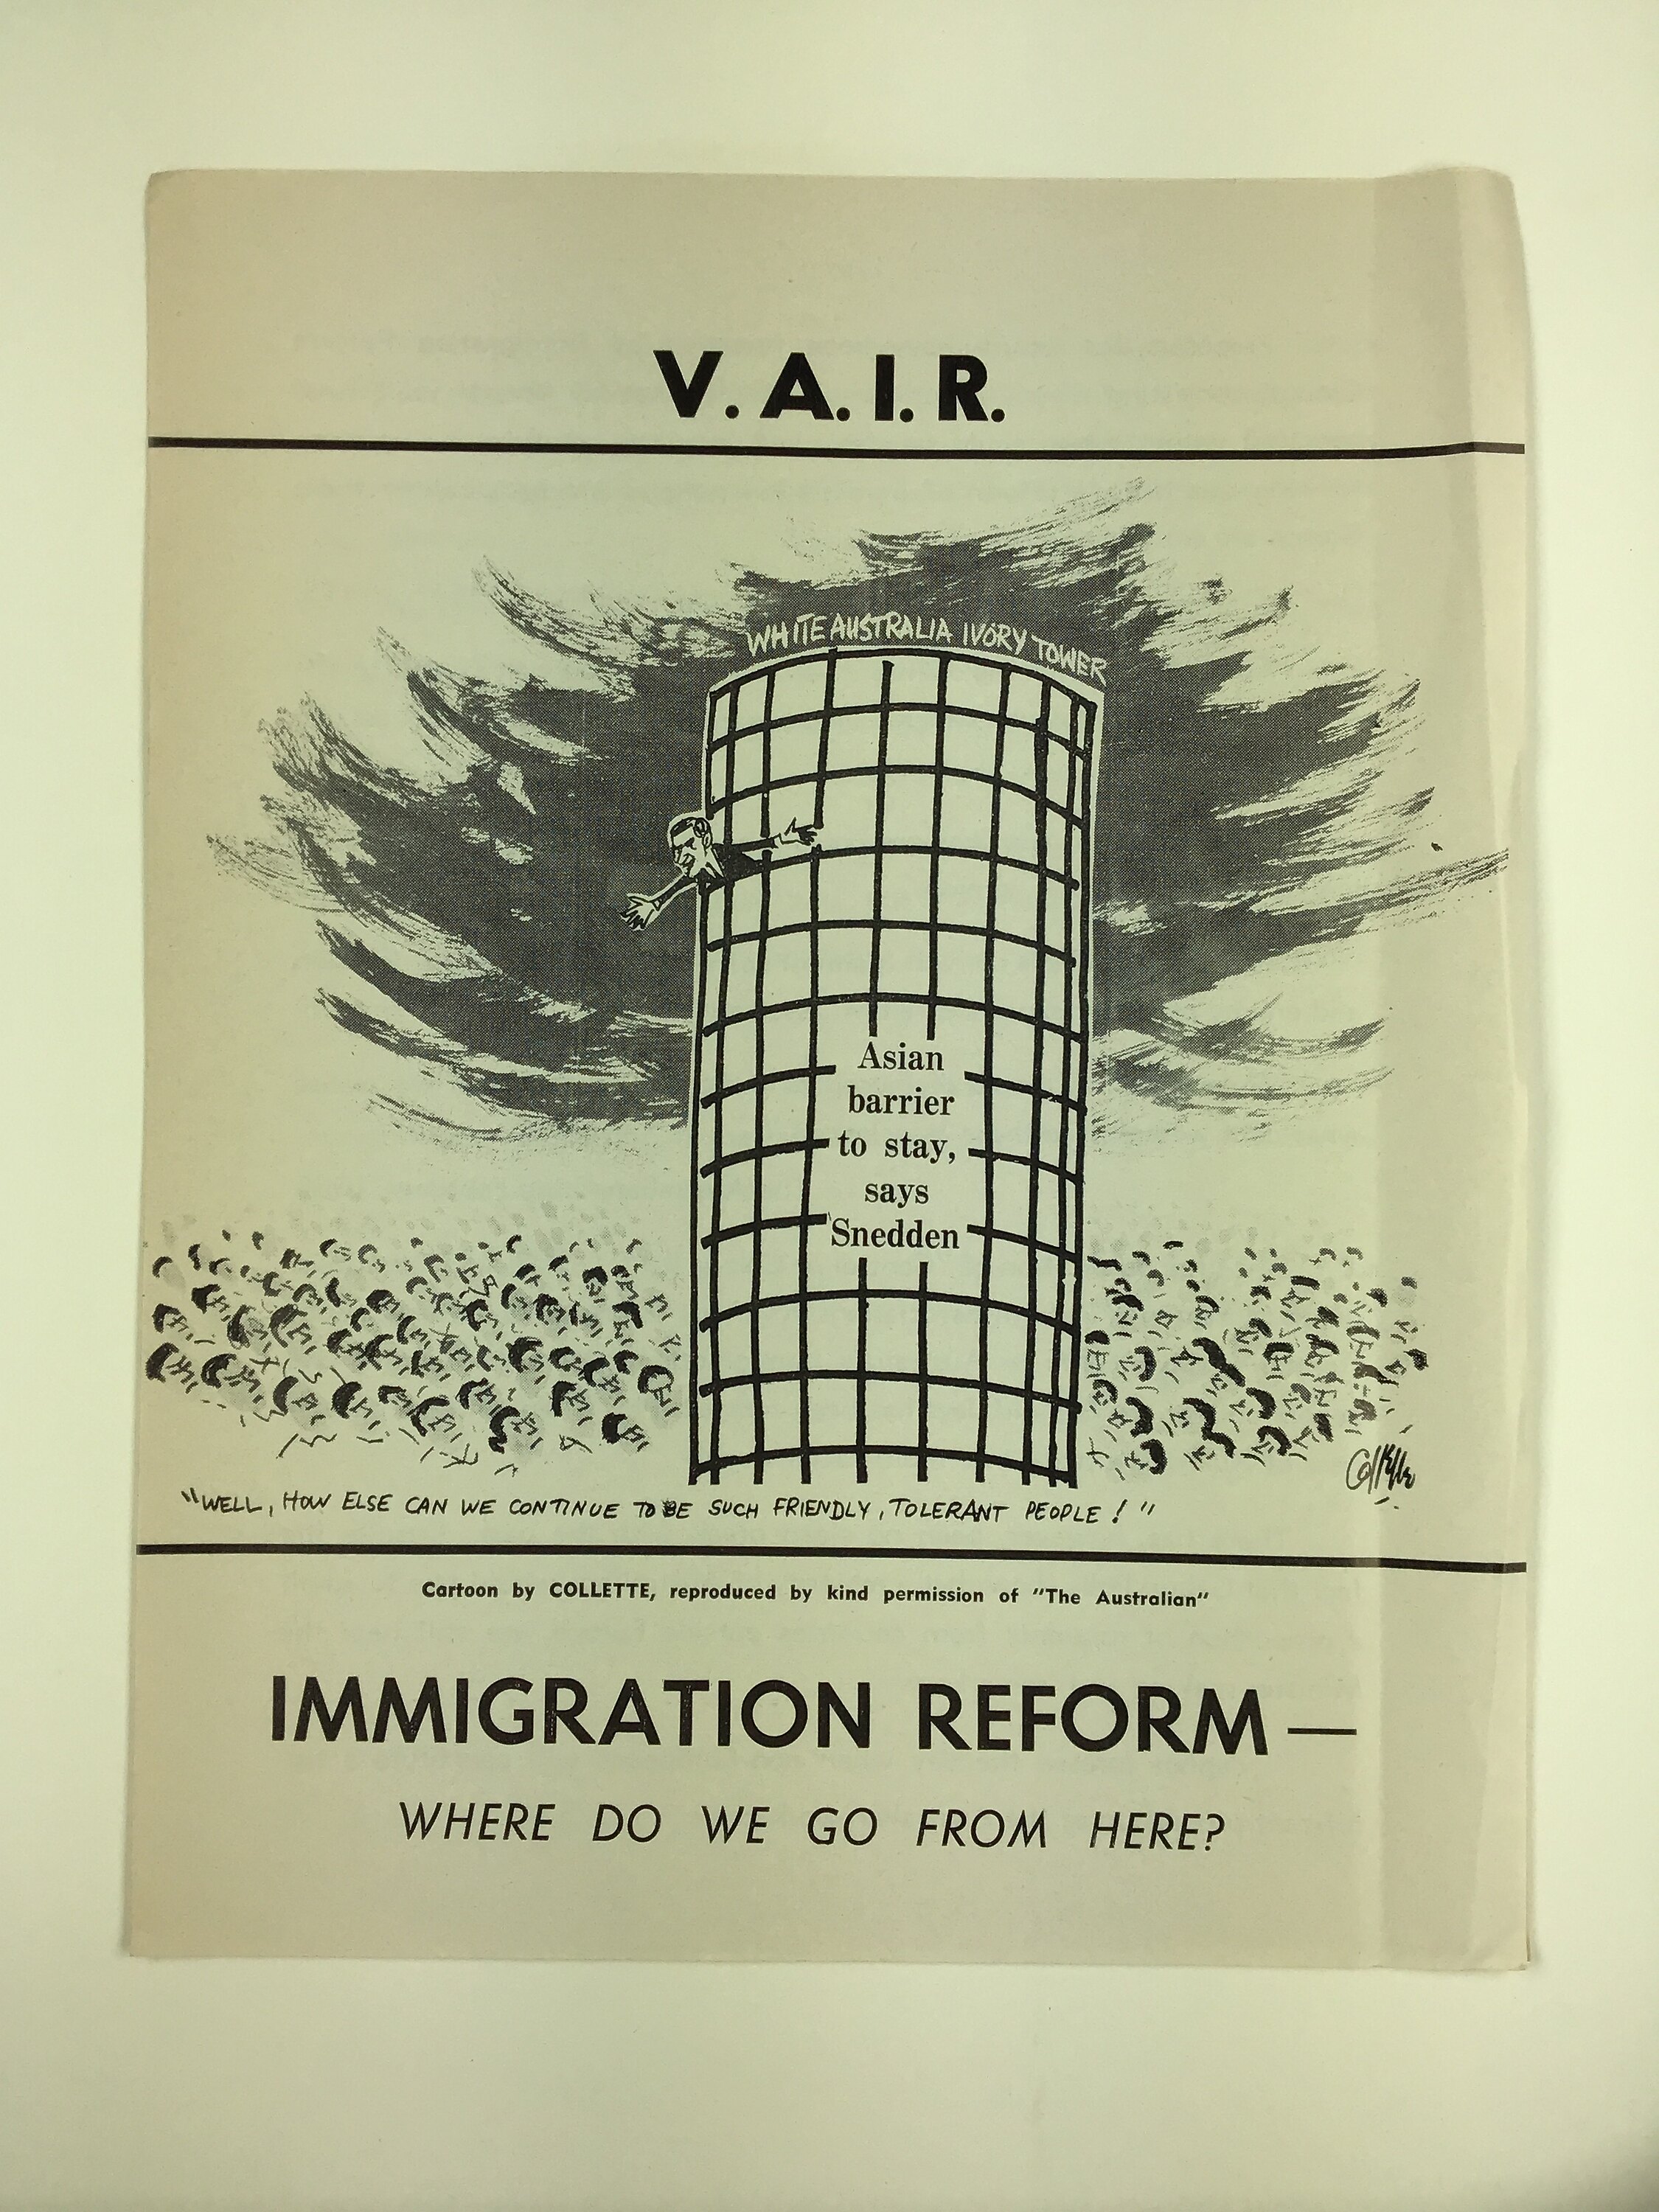 V. A. I. R.
WHITE AUSTRALIA IVORY TOWER
Asian
barrier
to stay,
says
Snedden
Collette
"WELL, HOW ELSE CAN WE CONTINUE TO BE SUCH FRIENDLY, TOLERANT PEOPLE ! "
Cartoon by COLLETTE, reproduced by kind permission of "The Australian"
IMMIGRATION REFORM —
WHERE DO WE GO FROM HERE?